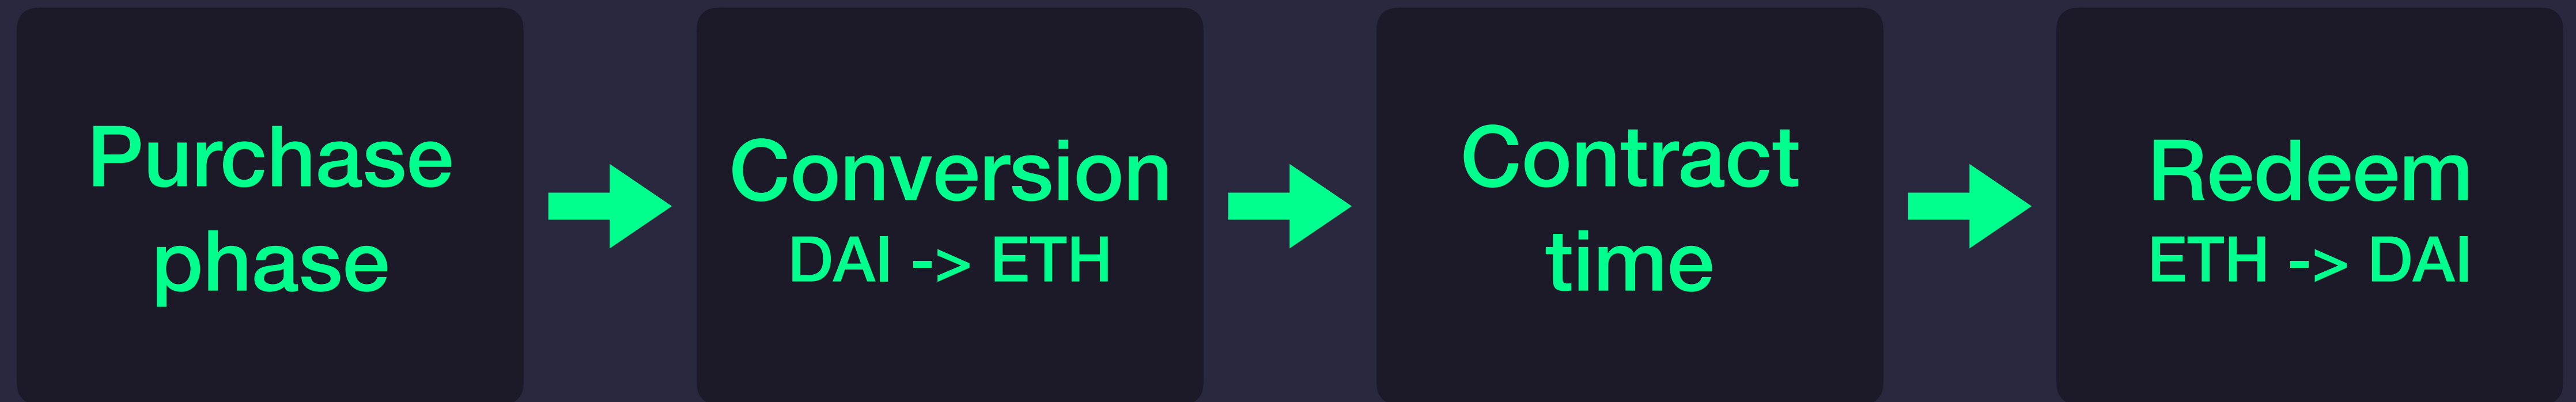 Purchase
phase
Conversion
DAI -> ETH
Contract
time
Redeem
ETH -> DAI